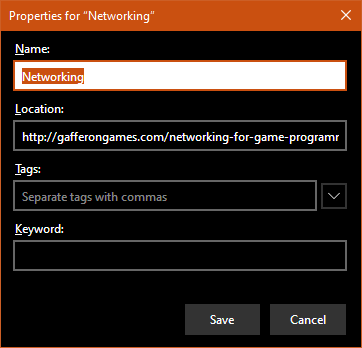 Properties for “Networking”
Name:
Networking
Location:
http://gafferongames.com/networking-for-game-programr
Tags:
Separate tags with commas
Keyword:
Save
Cancel